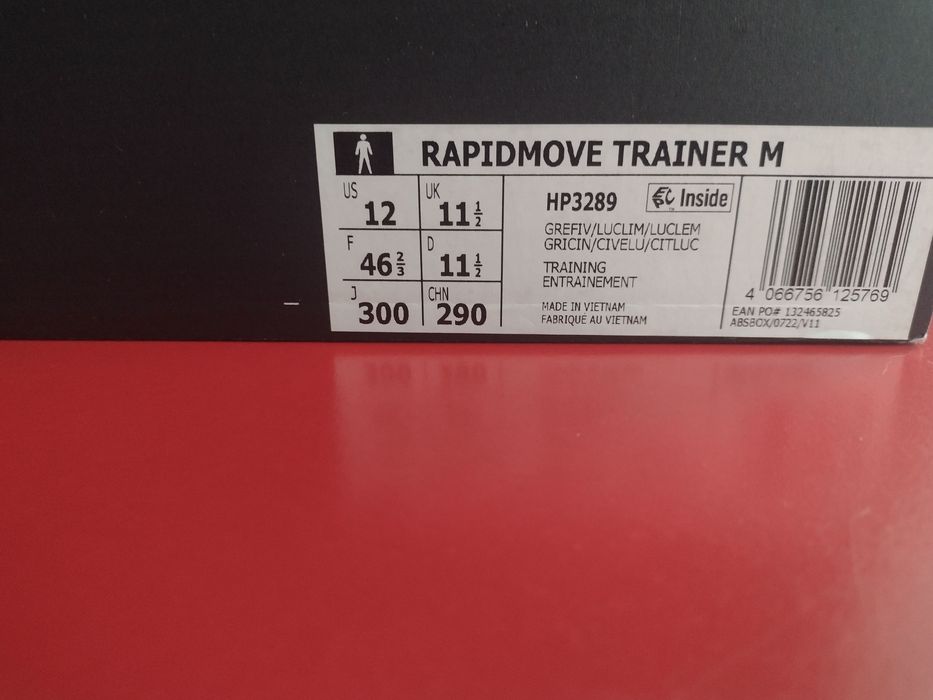 RAPIDMOVE TRAINER M
US 12 UK 11 1/2
F 46 2/3 D 11 1/2
J 300 CHN 290
HP3289 Inside
GREFIV/LUCLIM/LUCLEM
GRICIN/CIVELU/CITLUC
TRAINING
ENTRAINEMENT
MADE IN VIETNAM
FABRIQUÉ AU VIETNAM
4 066756 125769
EAN PO# 132465825
ABSBOX/0722/V11